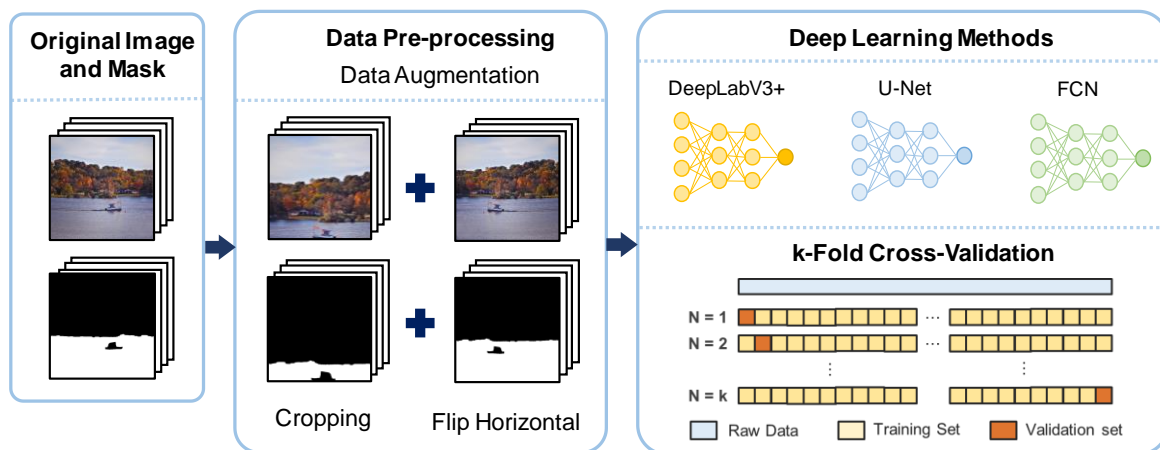 Original Image
and Mask
Data Pre-processing
Data Augmentation
Cropping
Flip Horizontal
Deep Learning Methods
DeepLabV3+
U-Net
FCN
k-Fold Cross-Validation
N = 1
...
N = 2
...
N = k
Raw Data
Training Set
Validation set